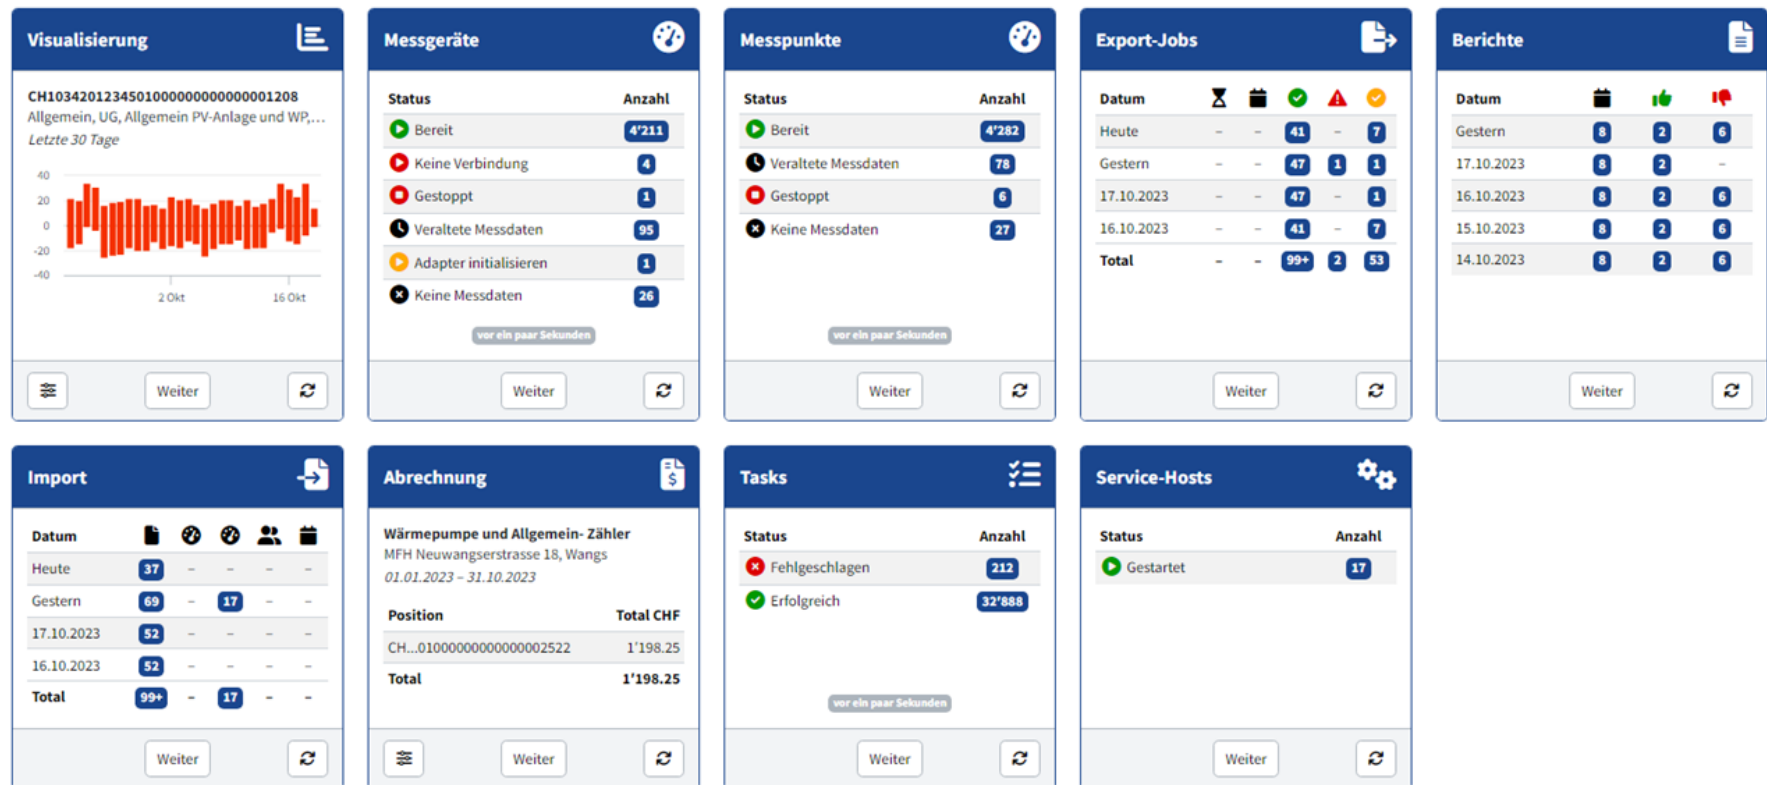 Visualisierung
CH1034201234501000000000000001208
Allgemein, UG, Allgemein PV-Anlage und WP,...
Letzte 30 Tage
40
20
0
-20
-40
2 Okt 16 Okt
Weiter
Messgeräte
Status Anzahl
Bereit 4'211
Keine Verbindung 4
Gestoppt 1
Veraltete Messdaten 95
Adapter initialisieren 1
Keine Messdaten 26
vor ein paar Sekunden
Weiter
Messpunkte
Status Anzahl
Bereit 4'282
Veraltete Messdaten 78
Gestoppt 6
Keine Messdaten 27
vor ein paar Sekunden
Weiter
Export-Jobs
Datum
Heute – – 41 – 7
Gestern – – 47 1 1
17.10.2023 – – 47 – 1
16.10.2023 – – 41 – 7
Total – – 99+ 2 53
Weiter
Berichte
Datum
Gestern 8 2 6
17.10.2023 8 2 –
16.10.2023 8 2 6
15.10.2023 8 2 6
14.10.2023 8 2 6
Weiter
Import
Datum
Heute 37 – – – –
Gestern 69 – 17 – –
17.10.2023 52 – – – –
16.10.2023 52 – – – –
Total 99+ – 17 – –
Weiter
Abrechnung
Wärmepumpe und Allgemein- Zähler
MFH Neuwangserstrasse 18, Wangs
01.01.2023 – 31.10.2023
Position Total CHF
CH...01000000000000002522 1'198.25
Total 1'198.25
Weiter
Tasks
Status Anzahl
Fehlgeschlagen 212
Erfolgreich 32'888
vor ein paar Sekunden
Weiter
Service-Hosts
Status Anzahl
Gestartet 17
Weiter